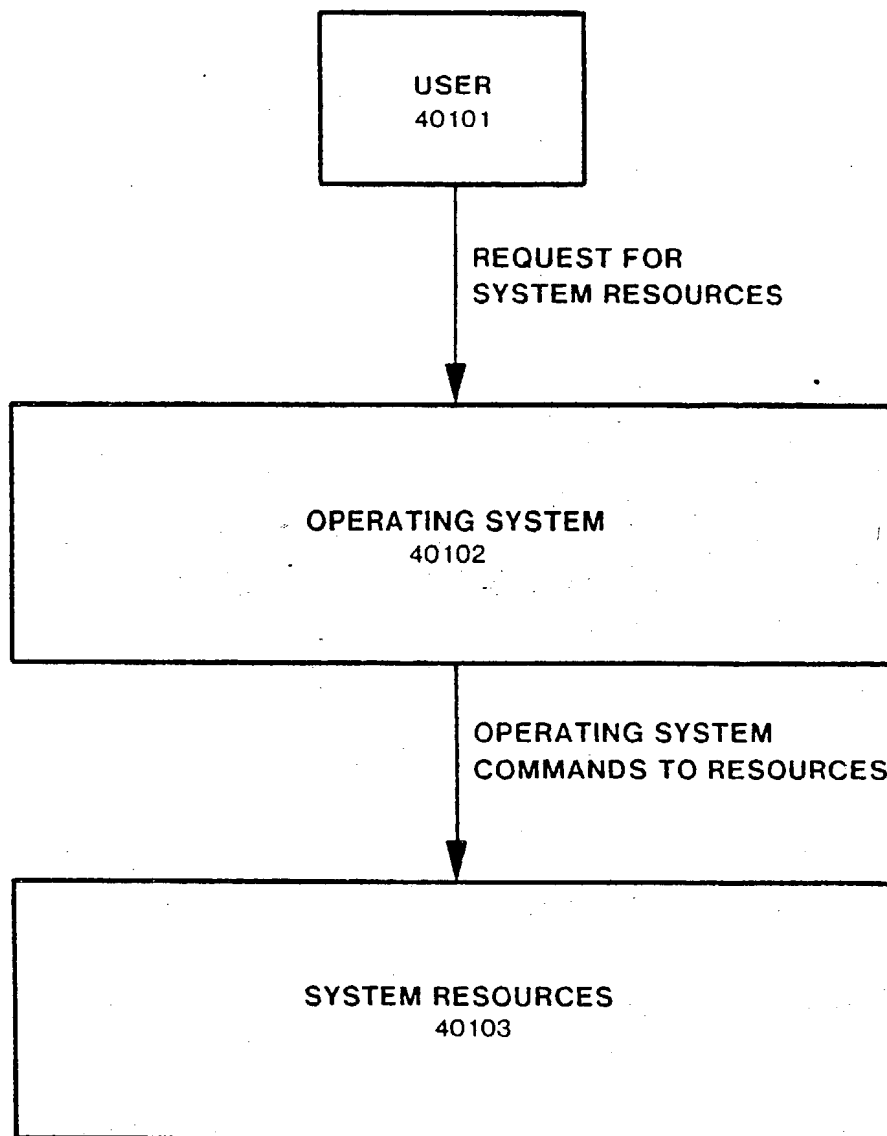 USER
40101
REQUEST FOR
SYSTEM RESOURCES
OPERATING SYSTEM
40102
OPERATING SYSTEM
COMMANDS TO RESOURCES
SYSTEM RESOURCES
40103